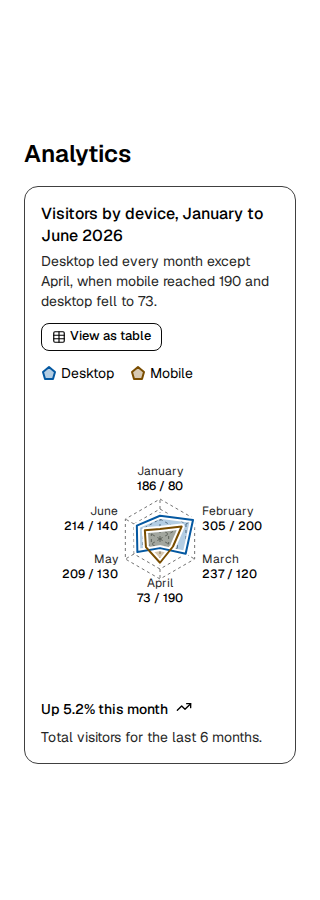 Analytics
Visitors by device, January to
June 2026
Desktop led every month except
April, when mobile reached 190 and
desktop fell to 73.
View as table
Desktop
Mobile
January
186 / 80
June
214 / 140
February
305 / 200
May
209 / 130
March
237 / 120
April
73 / 190
Up 5.2% this month
Total visitors for the last 6 months.